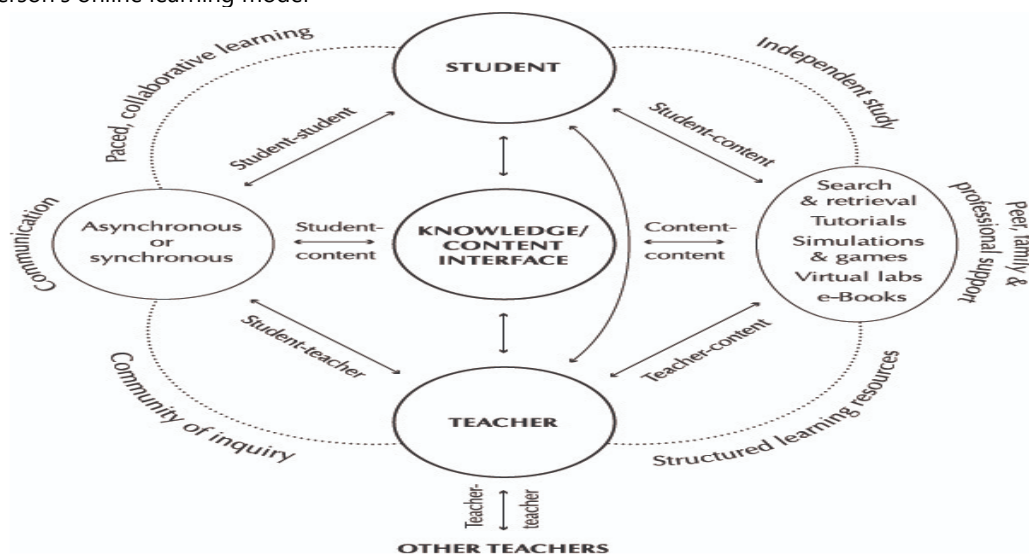 erson's online learning model
STUDENT
Paced, collaborative learning
Independent study
Student-student
Student-content
Communication
Asynchronous
or
synchronous
Student-
content
KNOWLEDGE/
CONTENT
INTERFACE
Content-
content
Search
& retrieval
Tutorials
Simulations
& games
Virtual labs
e-Books
Peer, family &
professional support
Student-teacher
Teacher-content
Community of inquiry
TEACHER
Structured learning resources
Teacher-
teacher
OTHER TEACHERS